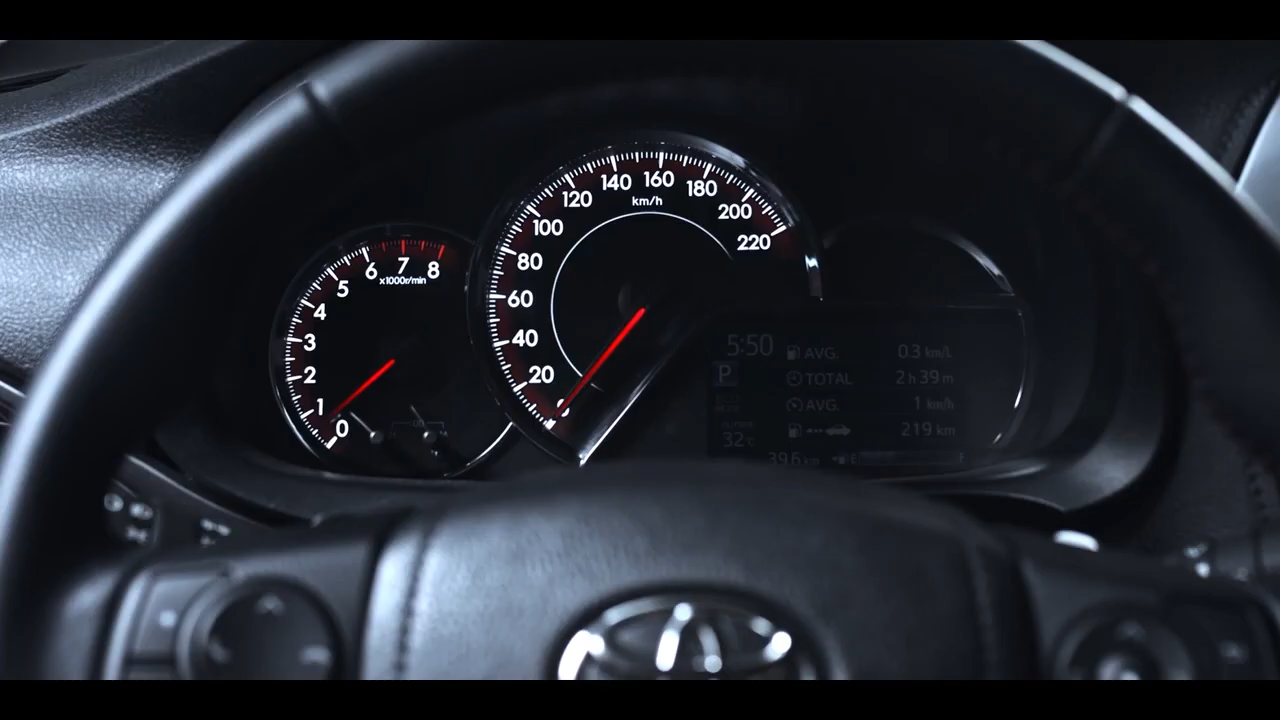 0
1
2
3
4
5
6
7
8
x1000r/min
20
40
60
80
100
120
140
160
180
200
220
km/h
5:50
P
32
AVG. 0.3 km/L
TOTAL 2h 39m
AVG. 1 km/h
219 km
396 km
E F